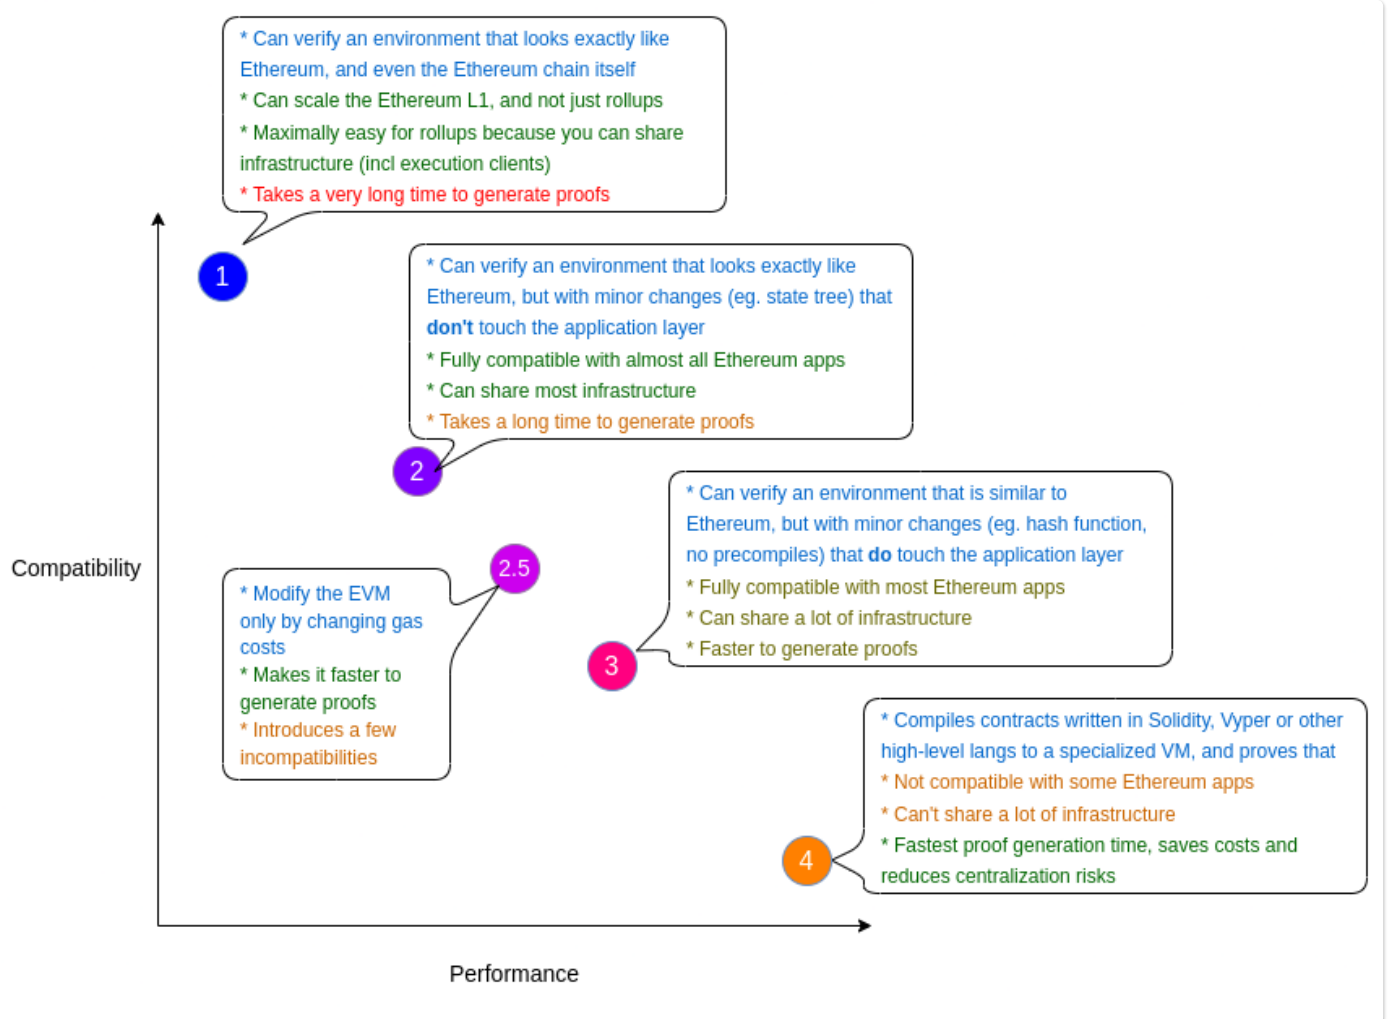 * Can verify an environment that looks exactly like
Ethereum, and even the Ethereum chain itself
* Can scale the Ethereum L1, and not just rollups
* Maximally easy for rollups because you can share
infrastructure (incl execution clients)
* Takes a very long time to generate proofs
1
* Can verify an environment that looks exactly like
Ethereum, but with minor changes (eg. state tree) that
don't touch the application layer
* Fully compatible with almost all Ethereum apps
* Can share most infrastructure
* Takes a long time to generate proofs
2
Compatibility
2.5
* Modify the EVM
only by changing gas
costs
* Makes it faster to
generate proofs
* Introduces a few
incompatibilities
* Can verify an environment that is similar to
Ethereum, but with minor changes (eg. hash function,
no precompiles) that do touch the application layer
* Fully compatible with most Ethereum apps
* Can share a lot of infrastructure
* Faster to generate proofs
3
* Compiles contracts written in Solidity, Vyper or other
high-level langs to a specialized VM, and proves that
* Not compatible with some Ethereum apps
* Can't share a lot of infrastructure
* Fastest proof generation time, saves costs and
reduces centralization risks
4
Performance